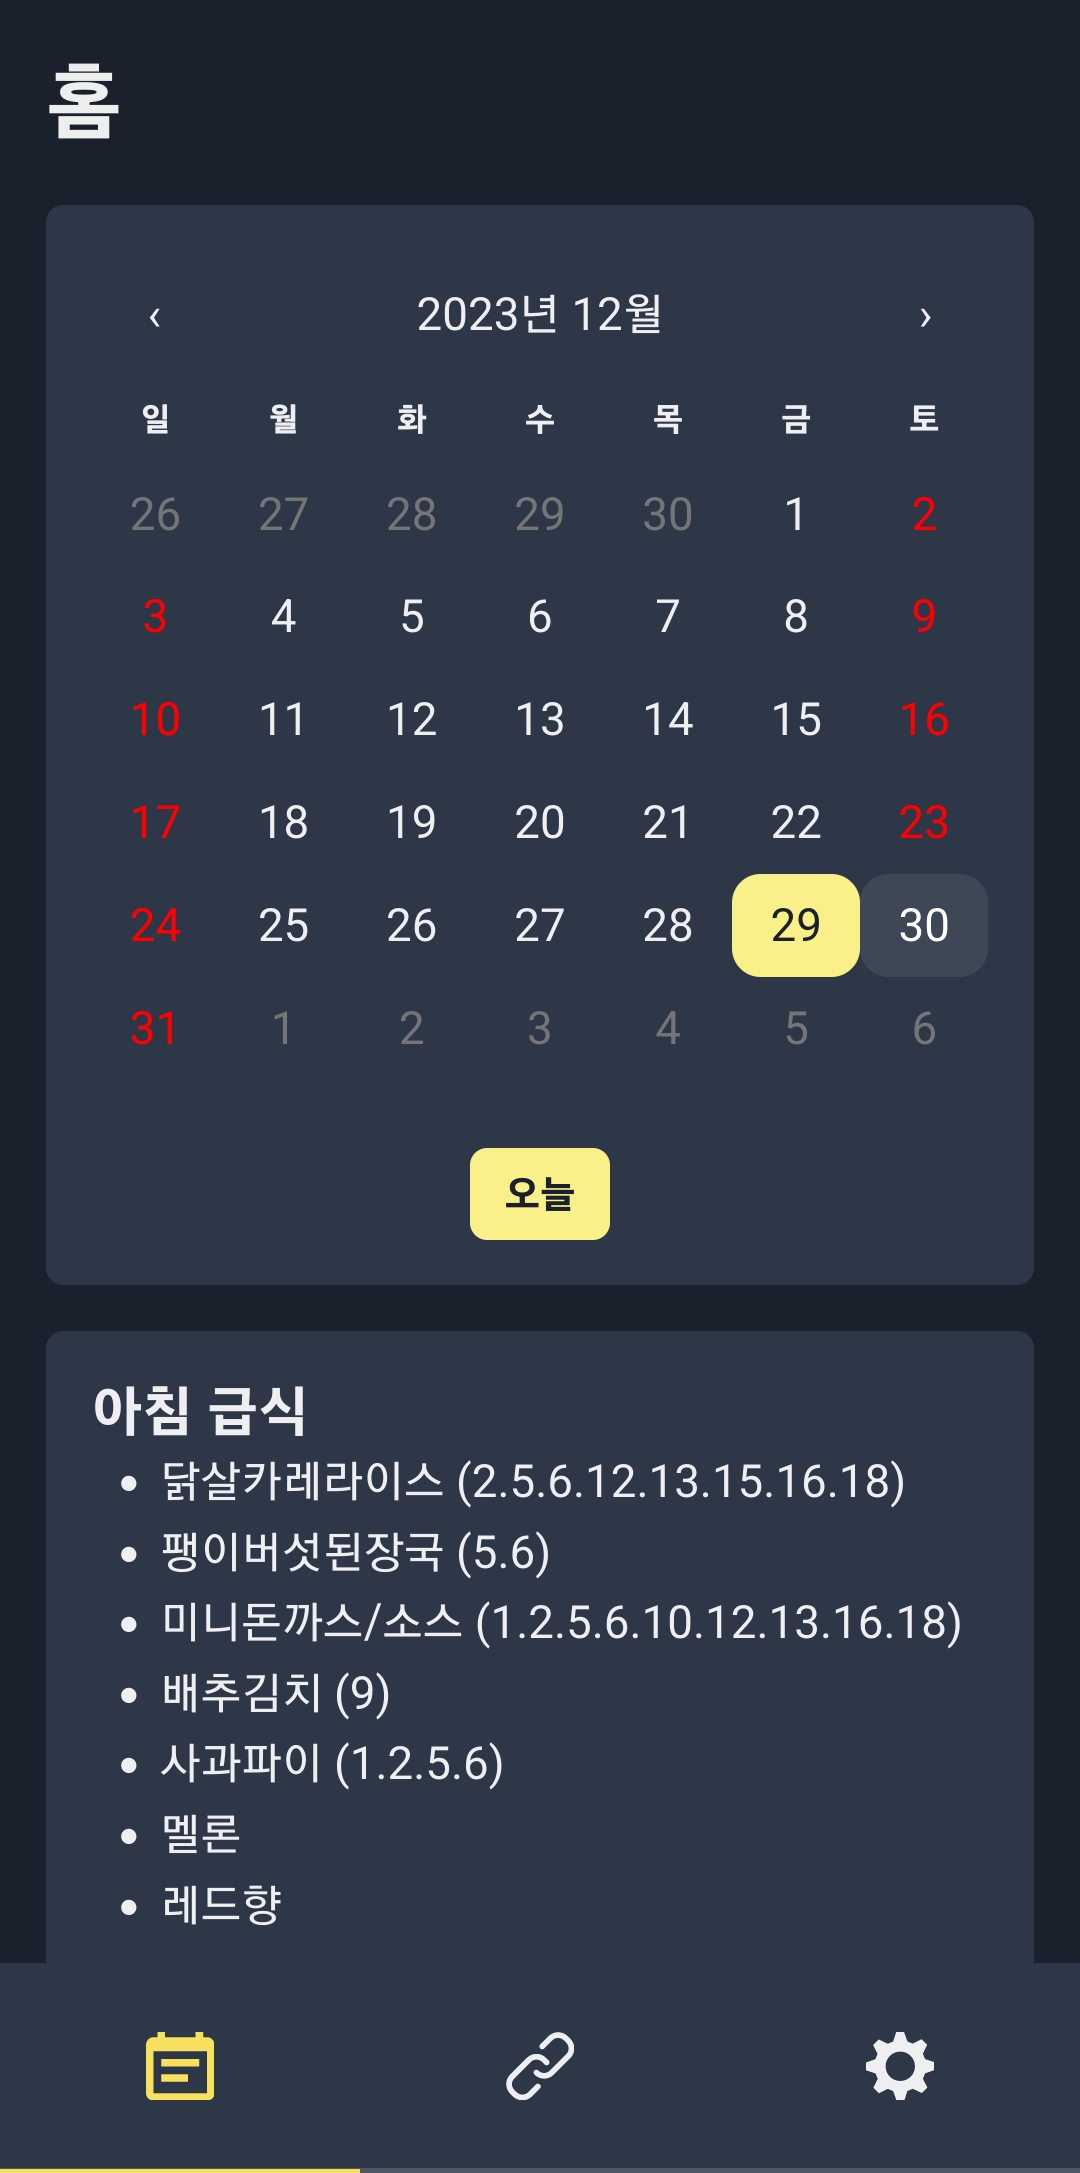 홈
‹ 2023년 12월 ›
일 월 화 수 목 금 토
26 27 28 29 30 1 2
3 4 5 6 7 8 9
10 11 12 13 14 15 16
17 18 19 20 21 22 23
24 25 26 27 28 29 30
31 1 2 3 4 5 6
오늘
아침 급식
• 닭살카레라이스 (2.5.6.12.13.15.16.18)
• 팽이버섯된장국 (5.6)
• 미니돈까스/소스 (1.2.5.6.10.12.13.16.18)
• 배추김치 (9)
• 사과파이 (1.2.5.6)
• 멜론
• 레드향